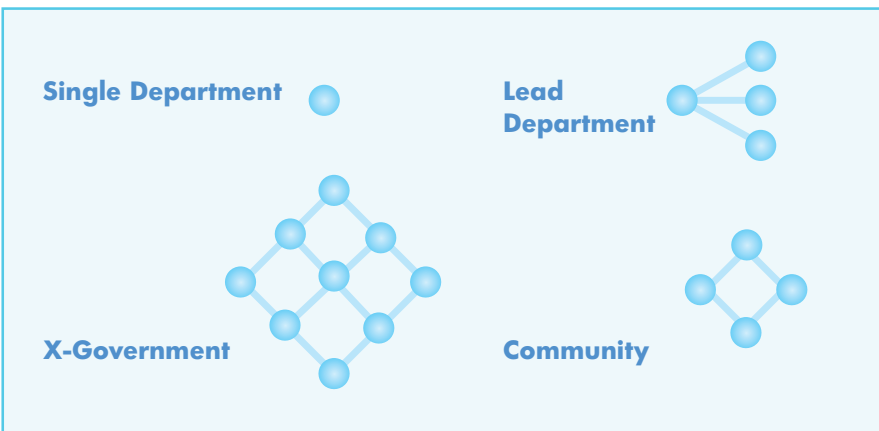 Single Department
Lead
Department
X-Government
Community